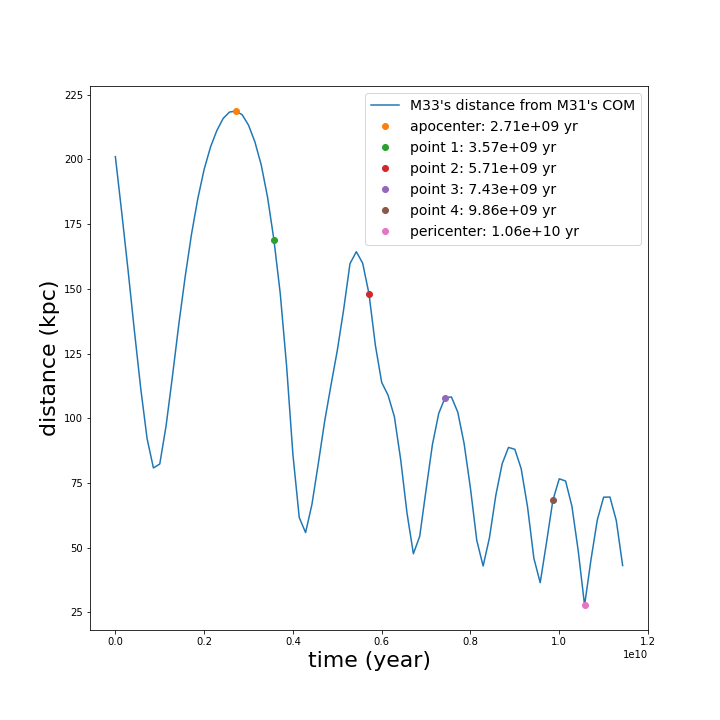 225
200
175
150
125
100
75
50
25
distance (kpc)
M33's distance from M31's COM
apocenter: 2.71e+09 yr
point 1: 3.57e+09 yr
point 2: 5.71e+09 yr
point 3: 7.43e+09 yr
point 4: 9.86e+09 yr
pericenter: 1.06e+10 yr
0.0 0.2 0.4 0.6 0.8 1.0 1.2
1e10
time (year)